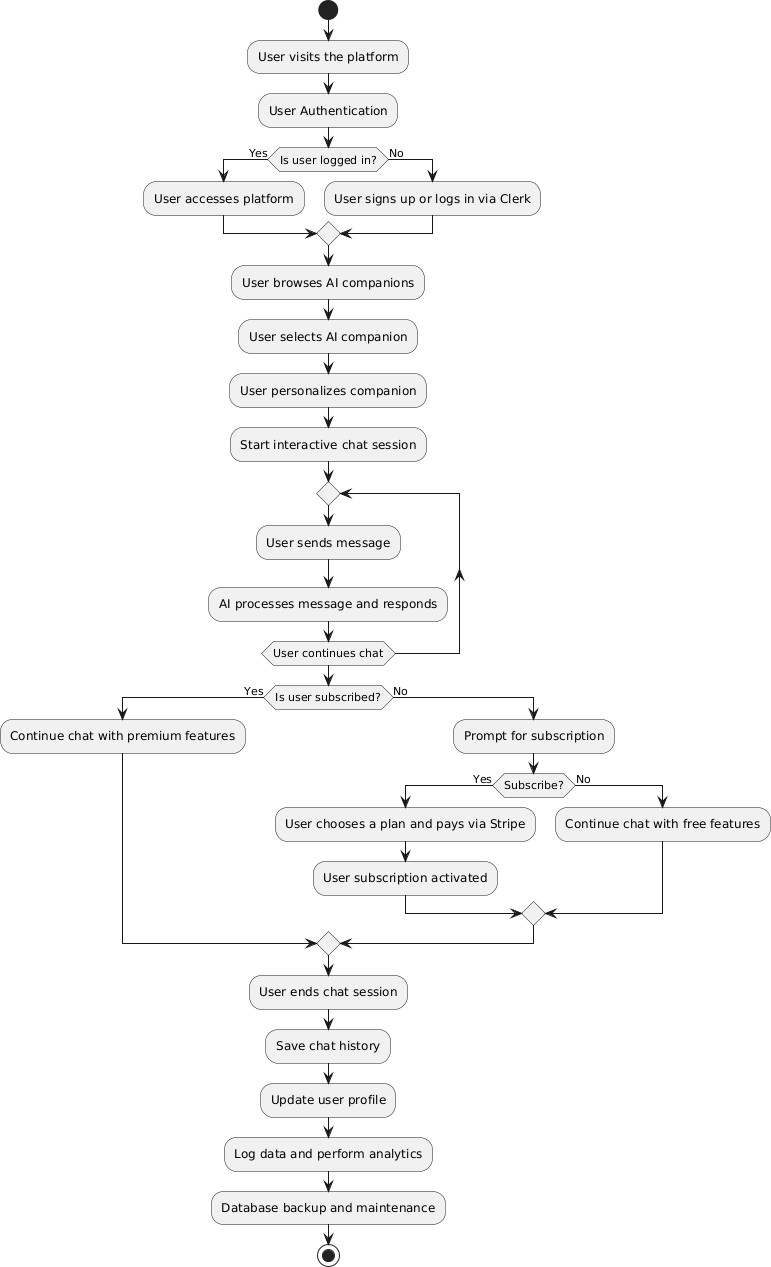 User visits the platform
User Authentication
Yes
Is user logged in?
No
User accesses platform
User signs up or logs in via Clerk
User browses AI companions
User selects AI companion
User personalizes companion
Start interactive chat session
User sends message
AI processes message and responds
User continues chat
Yes
Is user subscribed?
No
Continue chat with premium features
Prompt for subscription
Yes
Subscribe?
No
User chooses a plan and pays via Stripe
Continue chat with free features
User subscription activated
User ends chat session
Save chat history
Update user profile
Log data and perform analytics
Database backup and maintenance